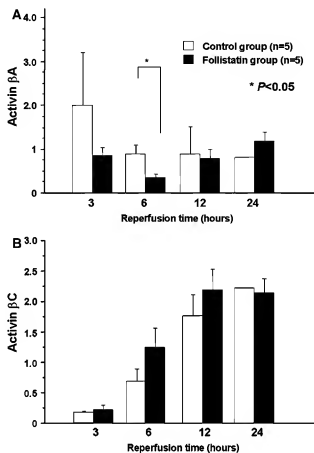 A
Activin βA
4.0
3.0
2.0
1.0
0
Control group (n=5)
Follistatin group (n=5)
*
* P<0.05
3 6 12 24
Reperfusion time (hours)
B
Activin βC
3.0
2.5
2.0
1.5
1.0
0.5
0
3 6 12 24
Reperfusion time (hours)